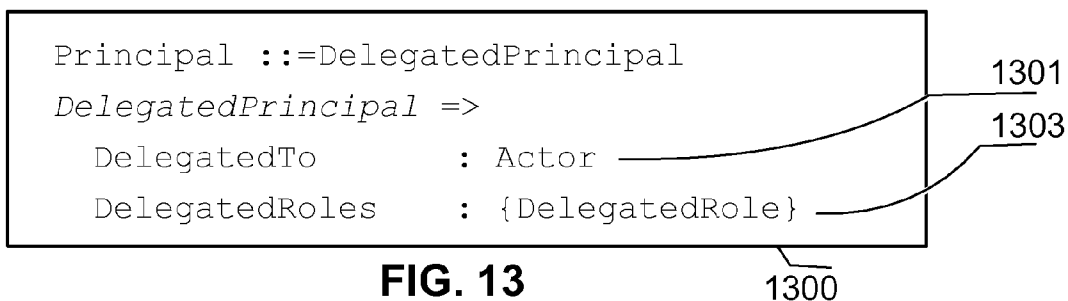 Principal ::=DelegatedPrincipal
DelegatedPrincipal =>
DelegatedTo : Actor
DelegatedRoles : {DelegatedRole}
1301
1303
FIG. 13
1300